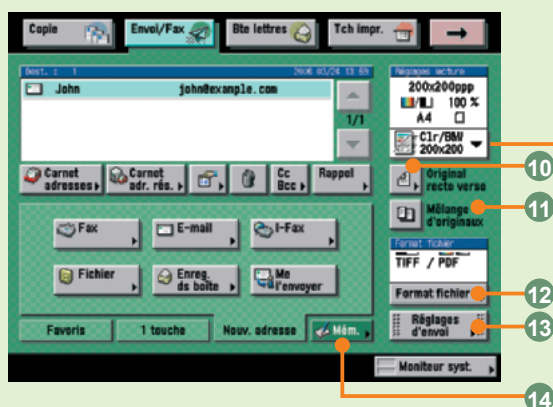 Copie
Envoi/Fax
Bte lettres
Tch impr.
Dest. : 1
2006 03/24 13 53
John
john@example.com
1/1
Carnet adresses
Carnet adr. rés.
Cc Bcc
Rappel
Fax
E-mail
I-Fax
Fichier
Enreg. ds boîte
Me l'envoyer
Favoris
1 touche
Nouv. adresse
Mém.
Réglages lecture
200x200ppp
100 %
A4
Clr/B&W
200x200
Original
recto verso
Mélange
d'originaux
Format fichier
TIFF / PDF
Format fichier
Réglages
d'envoi
Moniteur syst.
10
11
12
13
14